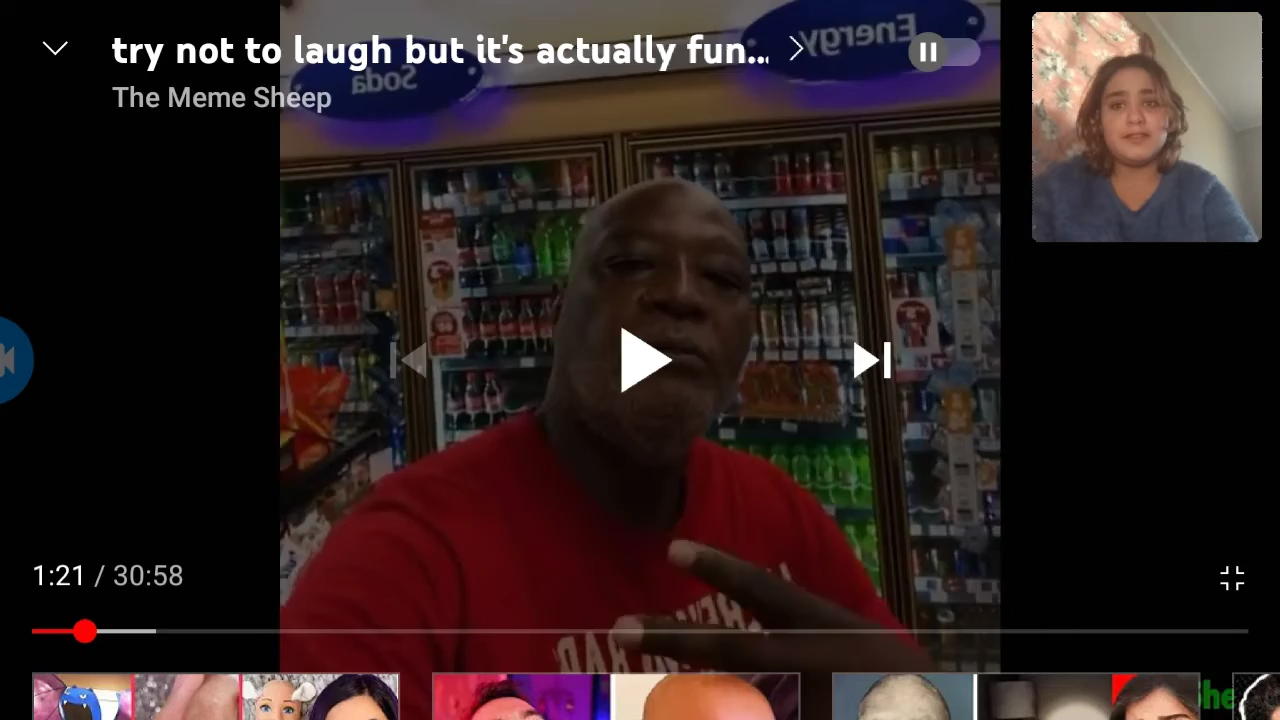 try not to laugh but it's actually fun...
The Meme Sheep
Soda
Energy
1:21 / 30:58